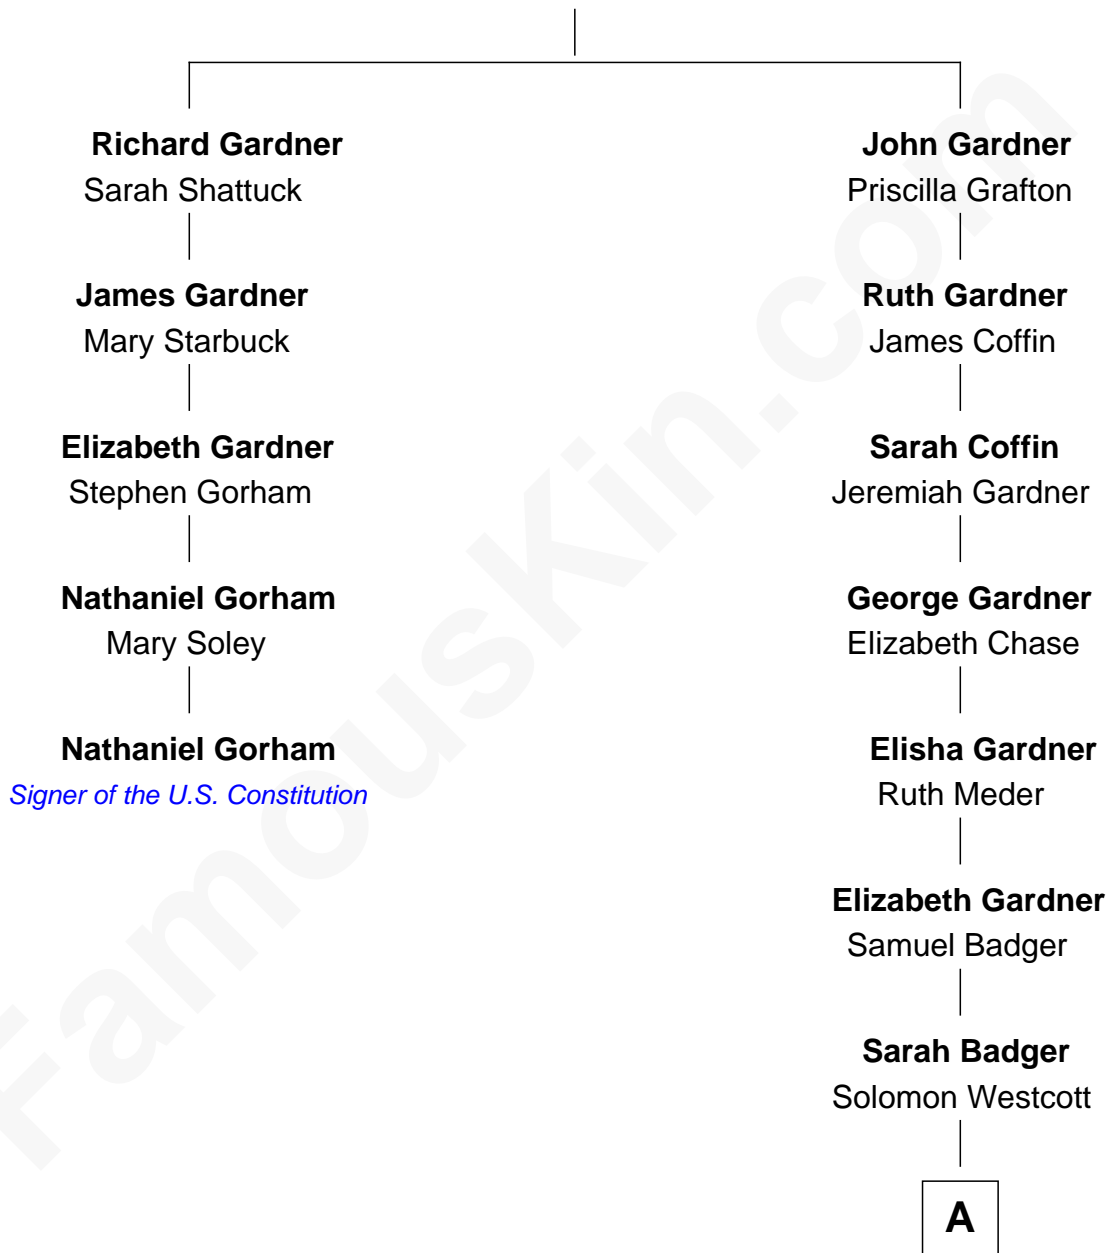 Richard Gardner
Sarah Shattuck
James Gardner
Mary Starbuck
Elizabeth Gardner
Stephen Gorham
Nathaniel Gorham
Mary Soley
Nathaniel Gorham
Signer of the U.S. Constitution
John Gardner
Priscilla Grafton
Ruth Gardner
James Coffin
Sarah Coffin
Jeremiah Gardner
George Gardner
Elizabeth Chase
Elisha Gardner
Ruth Meder
Elizabeth Gardner
Samuel Badger
Sarah Badger
Solomon Westcott
A
FamousKin.com